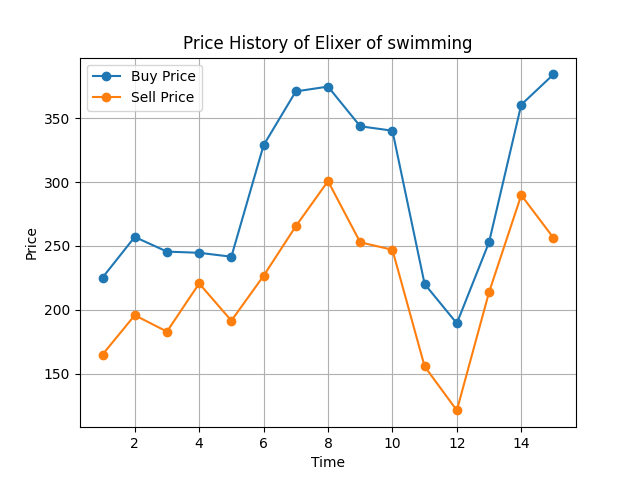 Price History of Elixer of swimming
Buy Price
Sell Price
350
300
250
200
150
Price
2 4 6 8 10 12 14
Time